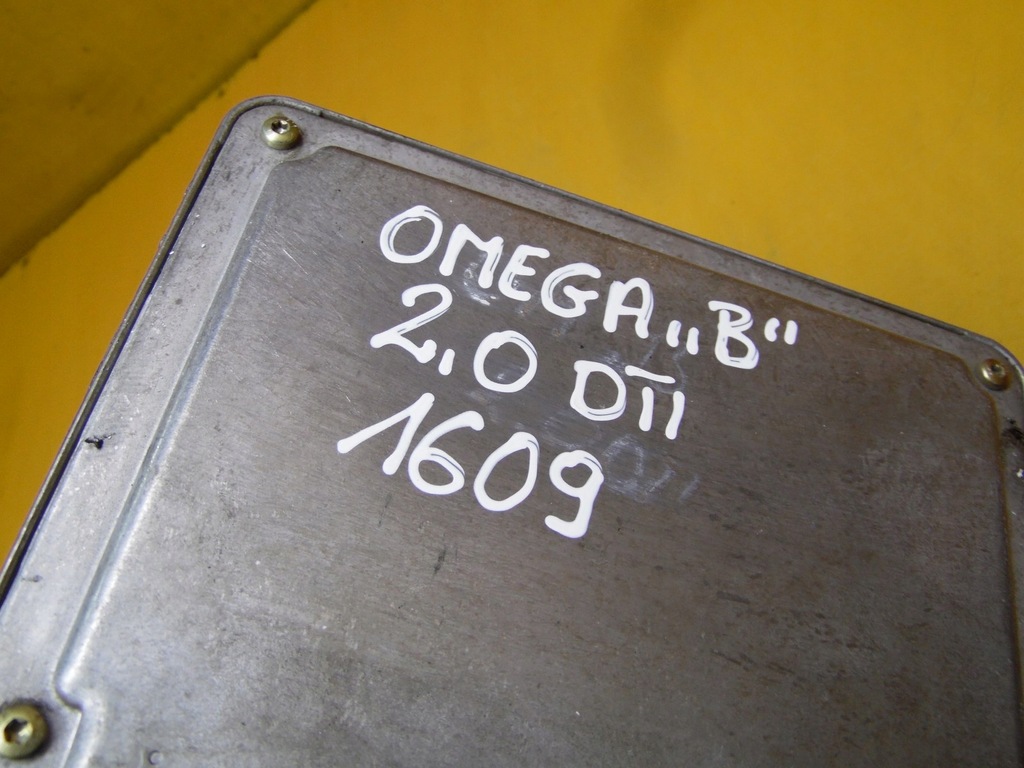 OMEGA „B"
2.0 DTI
1609